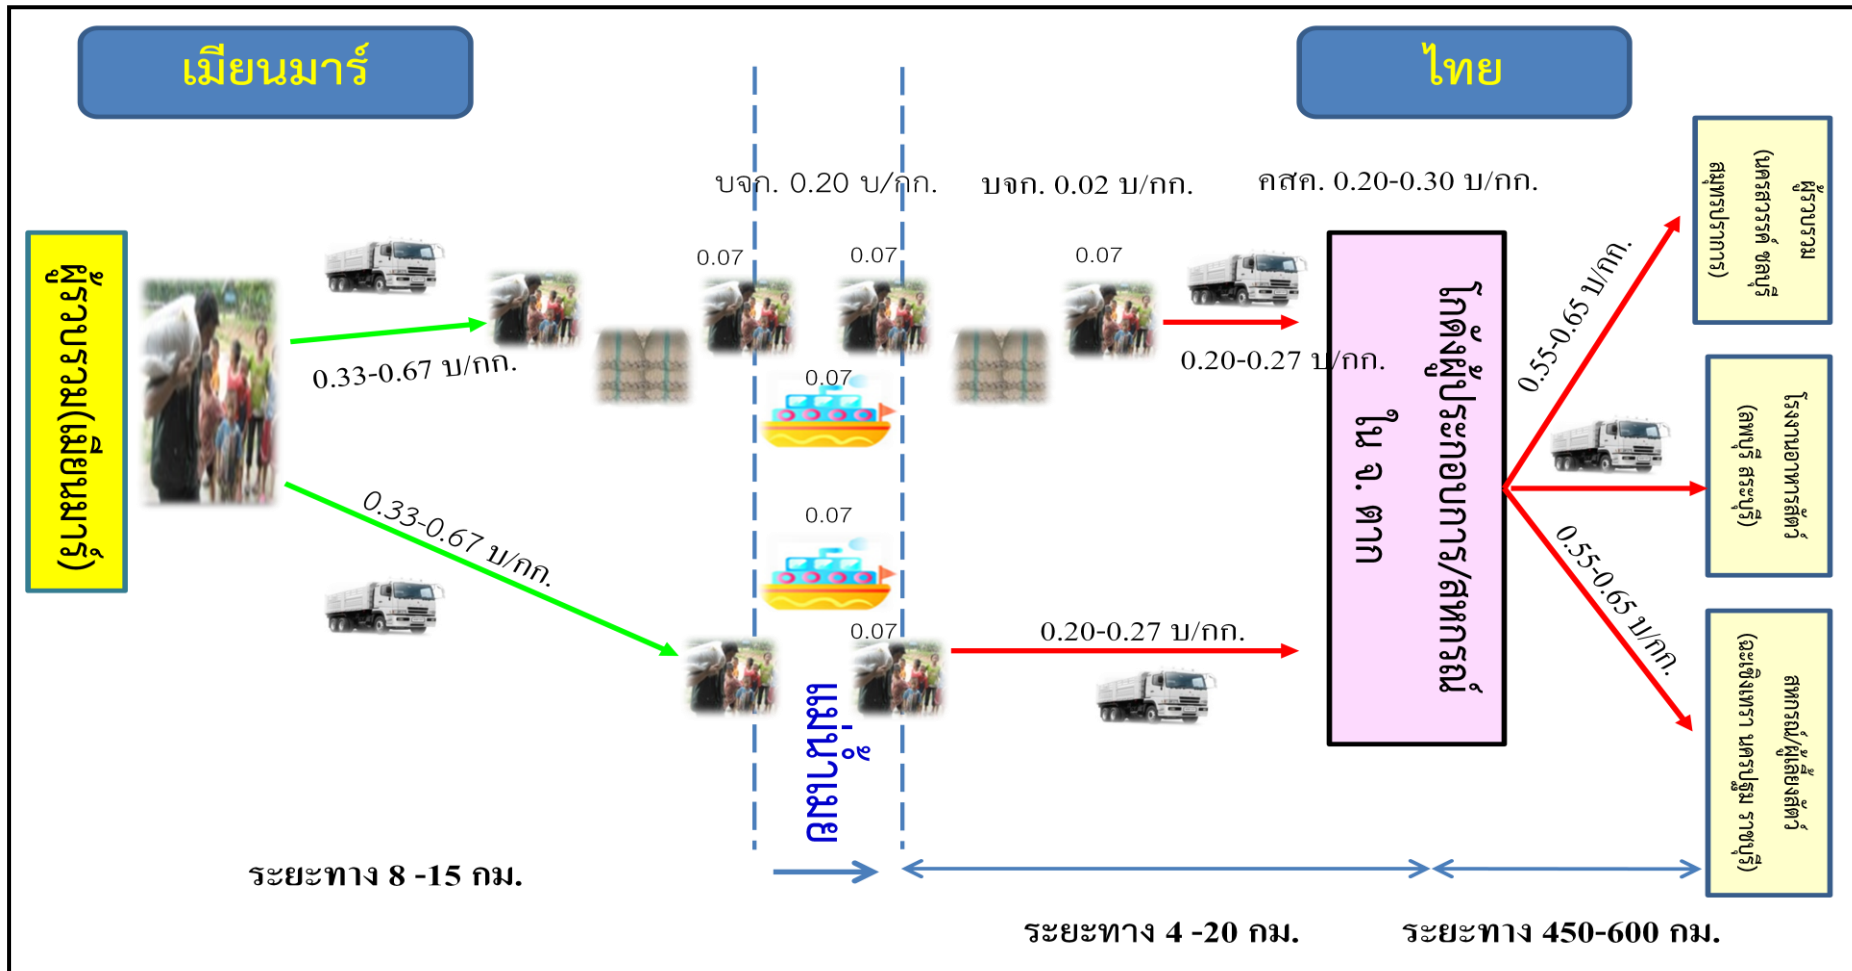 เมียนมาร์
ไทย
บจก. 0.20 บ/กก.
บจก. 0.02 บ/กก.
คสค. 0.20-0.30 บ/กก.
ผู้รวบรวม(เมียนมาร์)
0.33-0.67 บ/กก.
0.07
0.07
0.07
0.07
0.20-0.27 บ/กก.
0.33-0.67 บ/กก.
0.07
0.07
0.20-0.27 บ/กก.
แม่น้ำเมย
โกดังผู้ประกอบการ/สหกรณ์
ใน จ. ตาก
0.55-0.65 บ/กก.
0.55-0.65 บ/กก.
ผู้รวบรวม
(นครสวรรค์ ชลบุรี
สมุทรปราการ)
โรงงานอาหารสัตว์
(ลพบุรี สระบุรี)
สหกรณ์/ผู้เลี้ยงสัตว์
(ฉะเชิงเทรา นครปฐม ราชบุรี)
ระยะทาง 8 -15 กม.
ระยะทาง 4 -20 กม.
ระยะทาง 450-600 กม.